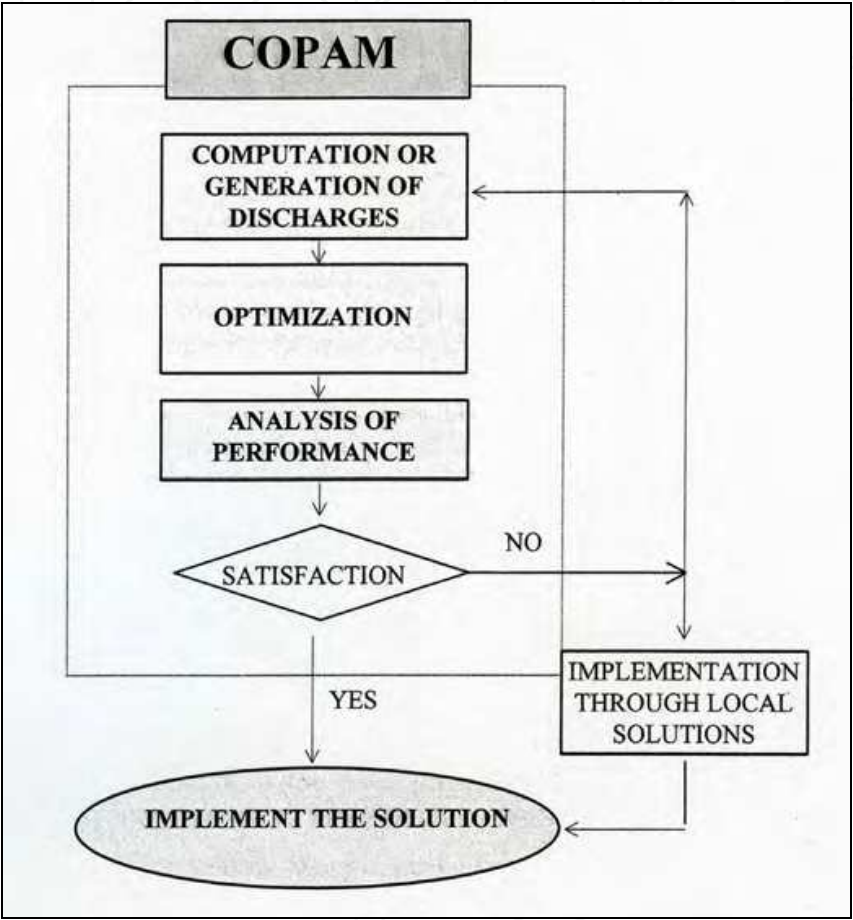 COPAM
COMPUTATION OR
GENERATION OF
DISCHARGES
OPTIMIZATION
ANALYSIS OF
PERFORMANCE
SATISFACTION
NO
YES
IMPLEMENTATION
THROUGH LOCAL
SOLUTIONS
IMPLEMENT THE SOLUTION